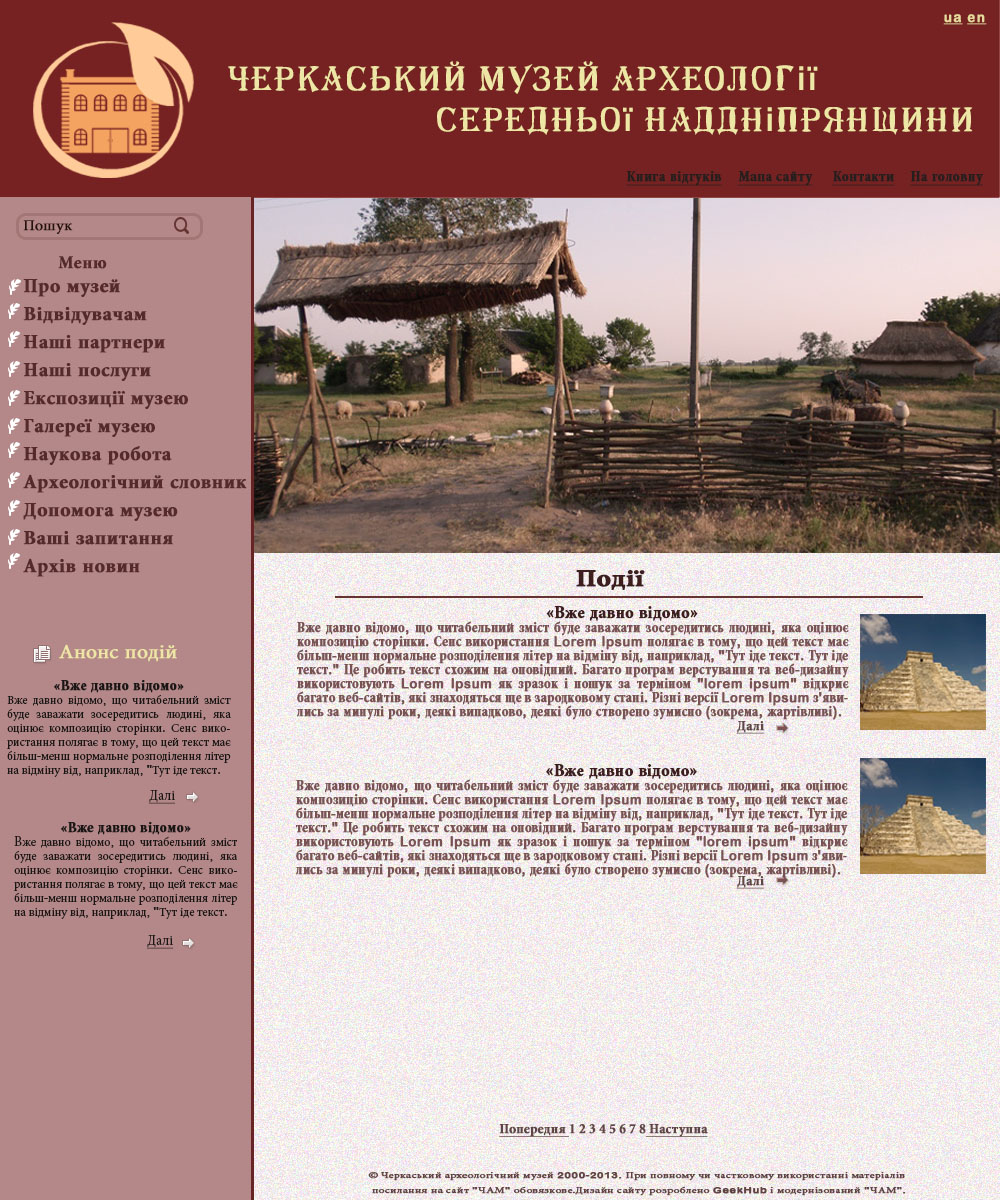 ua en
ЧЕРКАСЬКИЙ МУЗЕЙ АРХЕОЛОГІЇ
СЕРЕДНЬОЇ НАДДНІПРЯНЩИНИ
Книга відгуків Мапа сайту Контакти На головну
Пошук
Меню
Про музей
Відвідувачам
Наші партнери
Наші послуги
Експозиції музею
Галереї музею
Наукова робота
Археологічний словник
Допомога музею
Ваші запитання
Архів новин
Анонс подій
«Вже давно відомо»
Вже давно відомо, що читабельний зміст
буде заважати зосередитись людині, яка
оцінює композицію сторінки. Сенс вико-
ристання полягає в тому, що цей текст має
більш-менш нормальне розподілення літер
на відміну від, наприклад, "Тут іде текст.
Далі
«Вже давно відомо»
Вже давно відомо, що читабельний зміст
буде заважати зосередитись людині, яка
оцінює композицію сторінки. Сенс вико-
ристання полягає в тому, що цей текст має
більш-менш нормальне розподілення літер
на відміну від, наприклад, "Тут іде текст.
Далі
Події
«Вже давно відомо»
Вже давно відомо, що читабельний зміст буде заважати зосередитись людині, яка оцінює
композицію сторінки. Сенс використання Lorem Ipsum полягає в тому, що цей текст має
більш-менш нормальне розподілення літер на відміну від, наприклад, "Тут іде текст. Тут іде
текст." Це робить текст схожим на оповідний. Багато програм верстування та веб-дизайну
використовують Lorem Ipsum як зразок і пошук за терміном "lorem ipsum" відкриє
багато веб-сайтів, які знаходяться ще в зародковому стані. Різні версії Lorem Ipsum з'яви-
лись за минулі роки, деякі випадково, деякі було створено зумисно (зокрема, жартівливі).
Далі
«Вже давно відомо»
Вже давно відомо, що читабельний зміст буде заважати зосередитись людині, яка оцінює
композицію сторінки. Сенс використання Lorem Ipsum полягає в тому, що цей текст має
більш-менш нормальне розподілення літер на відміну від, наприклад, "Тут іде текст. Тут іде
текст." Це робить текст схожим на оповідний. Багато програм верстування та веб-дизайну
використовують Lorem Ipsum як зразок і пошук за терміном "lorem ipsum" відкриє
багато веб-сайтів, які знаходяться ще в зародковому стані. Різні версії Lorem Ipsum з'яви-
лись за минулі роки, деякі випадково, деякі було створено зумисно (зокрема, жартівливі).
Далі
Попередня 1 2 3 4 5 6 7 8 Наступна
© Черкаський археологічний музей 2000-2013. При повному чи частковому використанні матеріалів
посилання на сайт "ЧАМ" обовязкове.Дизайн сайту розроблено GeekHub і модернізований "ЧАМ".